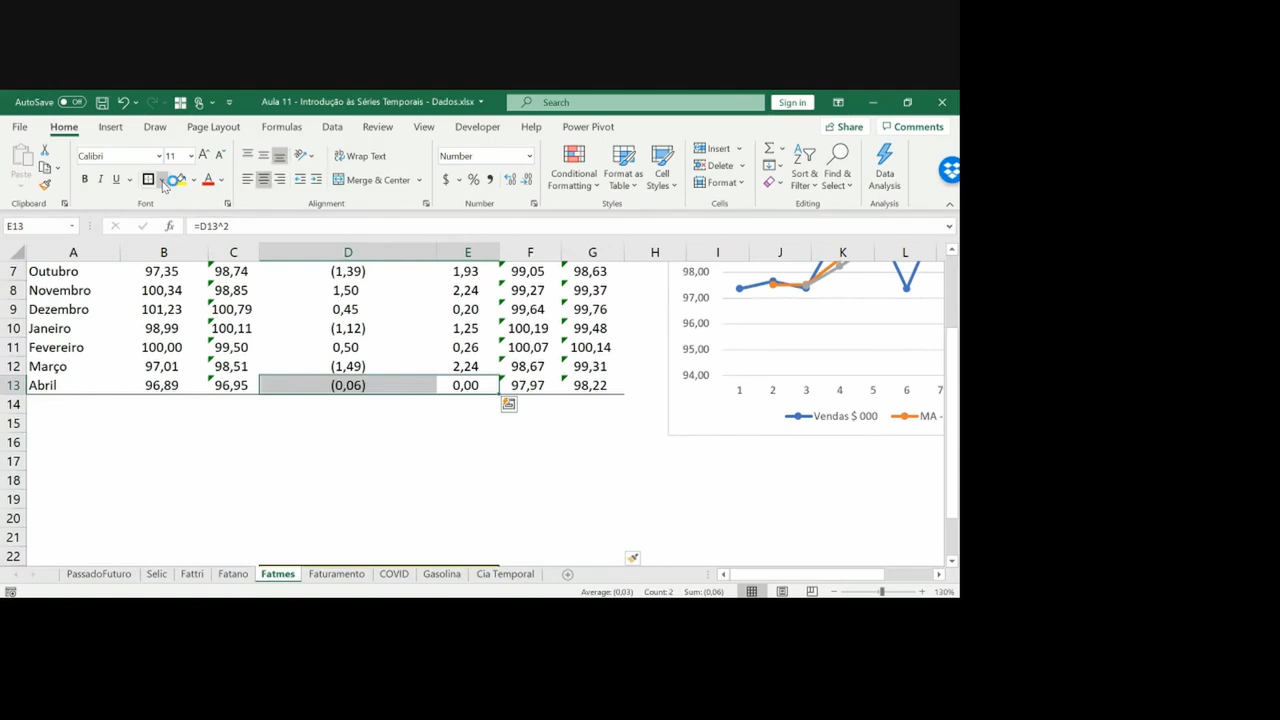 AutoSave Off Aula 11 - Introdução às Séries Temporais - Dados.xlsx Search Sign in
File Home Insert Draw Page Layout Formulas Data Review View Developer Help Power Pivot Share Comments
Calibri 11 Wrap Text Number Insert
Delete
Paste B I U Merge & Center $ % Conditional Formatting Format as Table Cell Styles Format Sort & Filter Find & Select Data Analysis
Clipboard Font Alignment Number Styles Cells Editing Analysis
E13 fx =D13^2
A B C D E F G H I J K L
7 Outubro 97,35 98,74 (1,39) 1,93 99,05 98,63 98,00
8 Novembro 100,34 98,85 1,50 2,24 99,27 99,37 97,00
9 Dezembro 101,23 100,79 0,45 0,20 99,64 99,76 96,00
10 Janeiro 98,99 100,11 (1,12) 1,25 100,19 99,48
11 Fevereiro 100,00 99,50 0,50 0,26 100,07 100,14 95,00
12 Março 97,01 98,51 (1,49) 2,24 98,67 99,31 94,00
13 Abril 96,89 96,95 (0,06) 0,00 97,97 98,22 1 2 3 4 5 6 7
14
15 Vendas $ 000 MA -
16
17
18
19
20
21
22
PassadoFuturo Selic Fattri Fatano Fatmes Faturamento COVID Gasolina Cia Temporal
Average: (0,03) Count: 2 Sum: (0,06) 130%